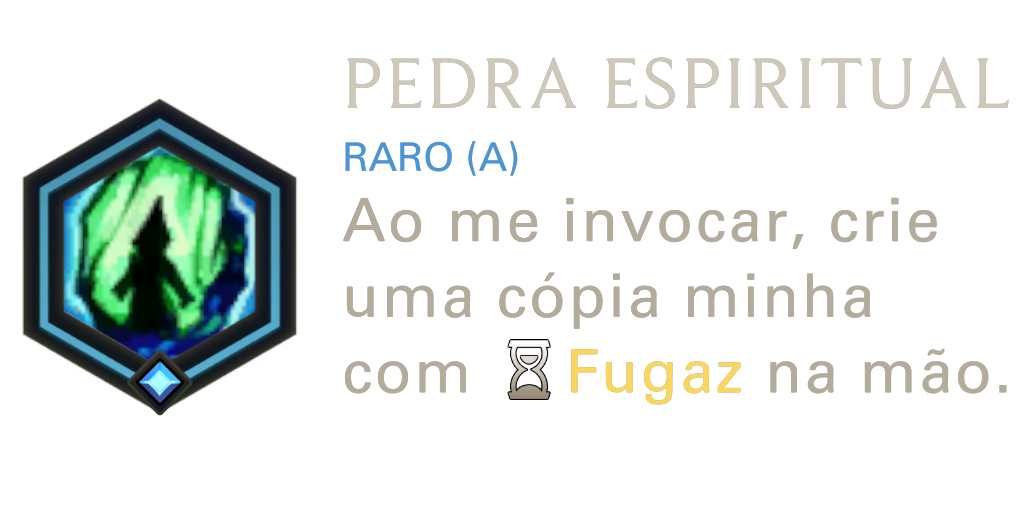 PEDRA ESPIRITUAL
RARO (A)
Ao me invocar, crie
uma cópia minha
com Fugaz na mão.